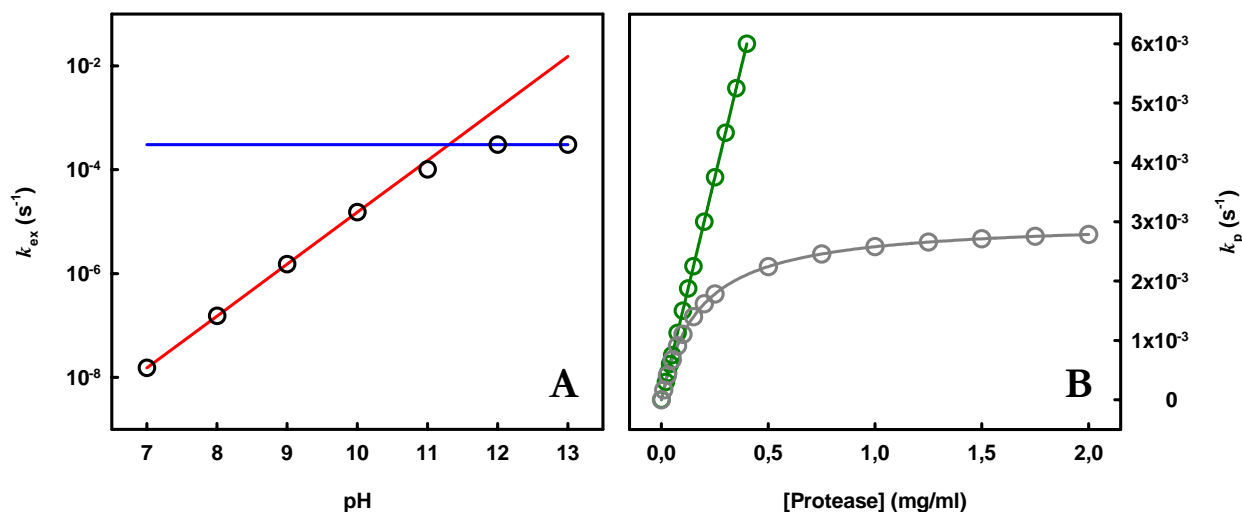 10⁻²
10⁻⁴
10⁻⁶
10⁻⁸
k_ex (s⁻¹)
7 8 9 10 11 12 13
pH
A
6x10⁻³
5x10⁻³
4x10⁻³
3x10⁻³
2x10⁻³
1x10⁻³
0
k_p (s⁻¹)
0,0 0,5 1,0 1,5 2,0
[Protease] (mg/ml)
B